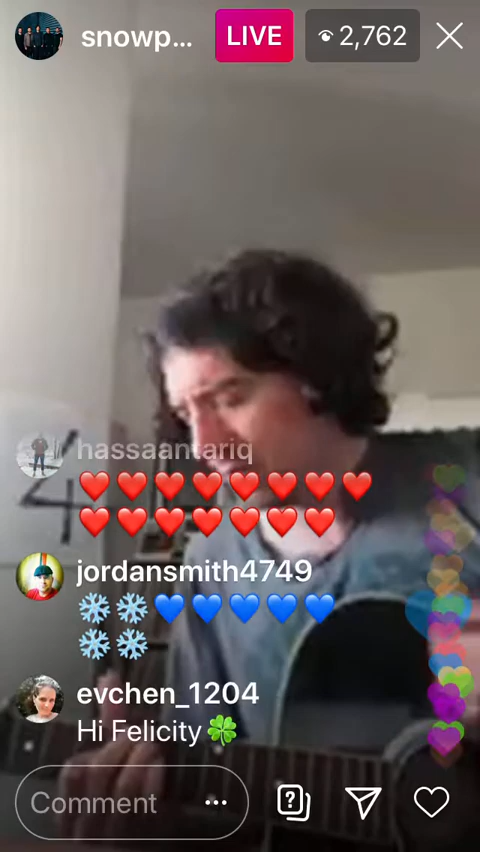 snowp...
LIVE
2,762
hassaantariq
❤️❤️❤️❤️❤️❤️❤️❤️
❤️❤️❤️❤️❤️❤️❤️
jordansmith4749
❄️❄️💙💙💙💙💙
❄️❄️
evchen_1204
Hi Felicity🍀
Comment